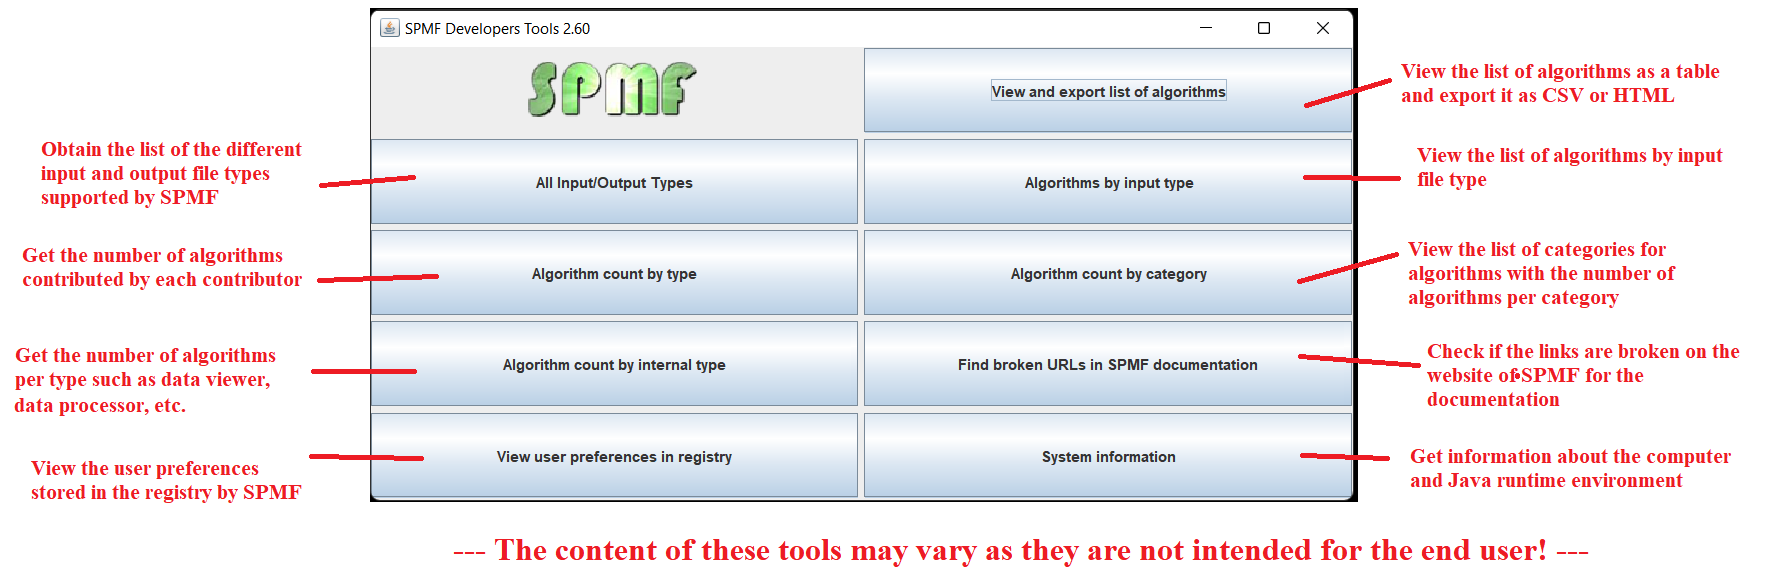 SPMF Developers Tools 2.60
SPMF
View and export list of algorithms
View the list of algorithms as a table
and export it as CSV or HTML
Obtain the list of the different
input and output file types
supported by SPMF
All Input/Output Types
Algorithms by input type
View the list of algorithms by input
file type
Get the number of algorithms
contributed by each contributor
Algorithm count by type
Algorithm count by category
View the list of categories for
algorithms with the number of
algorithms per category
Get the number of algorithms
per type such as data viewer,
data processor, etc.
Algorithm count by internal type
Find broken URLs in SPMF documentation
Check if the links are broken on the
website of SPMF for the
documentation
View the user preferences
stored in the registry by SPMF
View user preferences in registry
System information
Get information about the computer
and Java runtime environment
--- The content of these tools may vary as they are not intended for the end user! ---